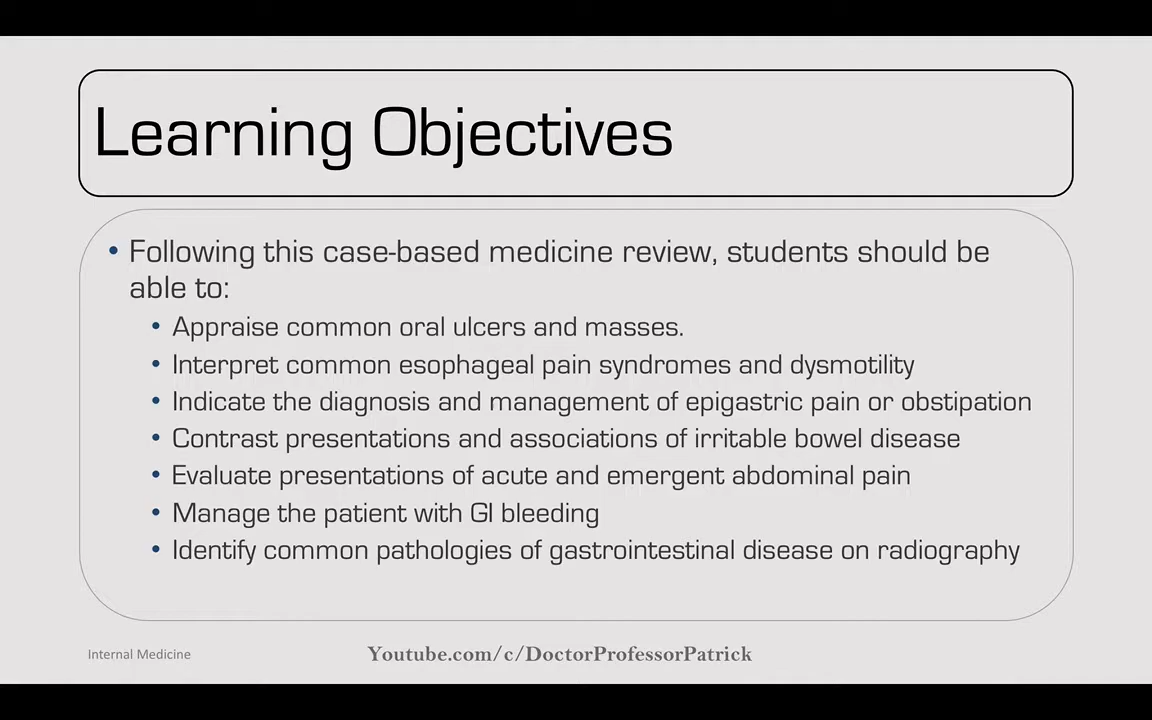 Learning Objectives
• Following this case-based medicine review, students should be
able to:
• Appraise common oral ulcers and masses.
• Interpret common esophageal pain syndromes and dysmotility
• Indicate the diagnosis and management of epigastric pain or obstipation
• Contrast presentations and associations of irritable bowel disease
• Evaluate presentations of acute and emergent abdominal pain
• Manage the patient with GI bleeding
• Identify common pathologies of gastrointestinal disease on radiography
Internal Medicine
Youtube.com/c/DoctorProfessorPatrick